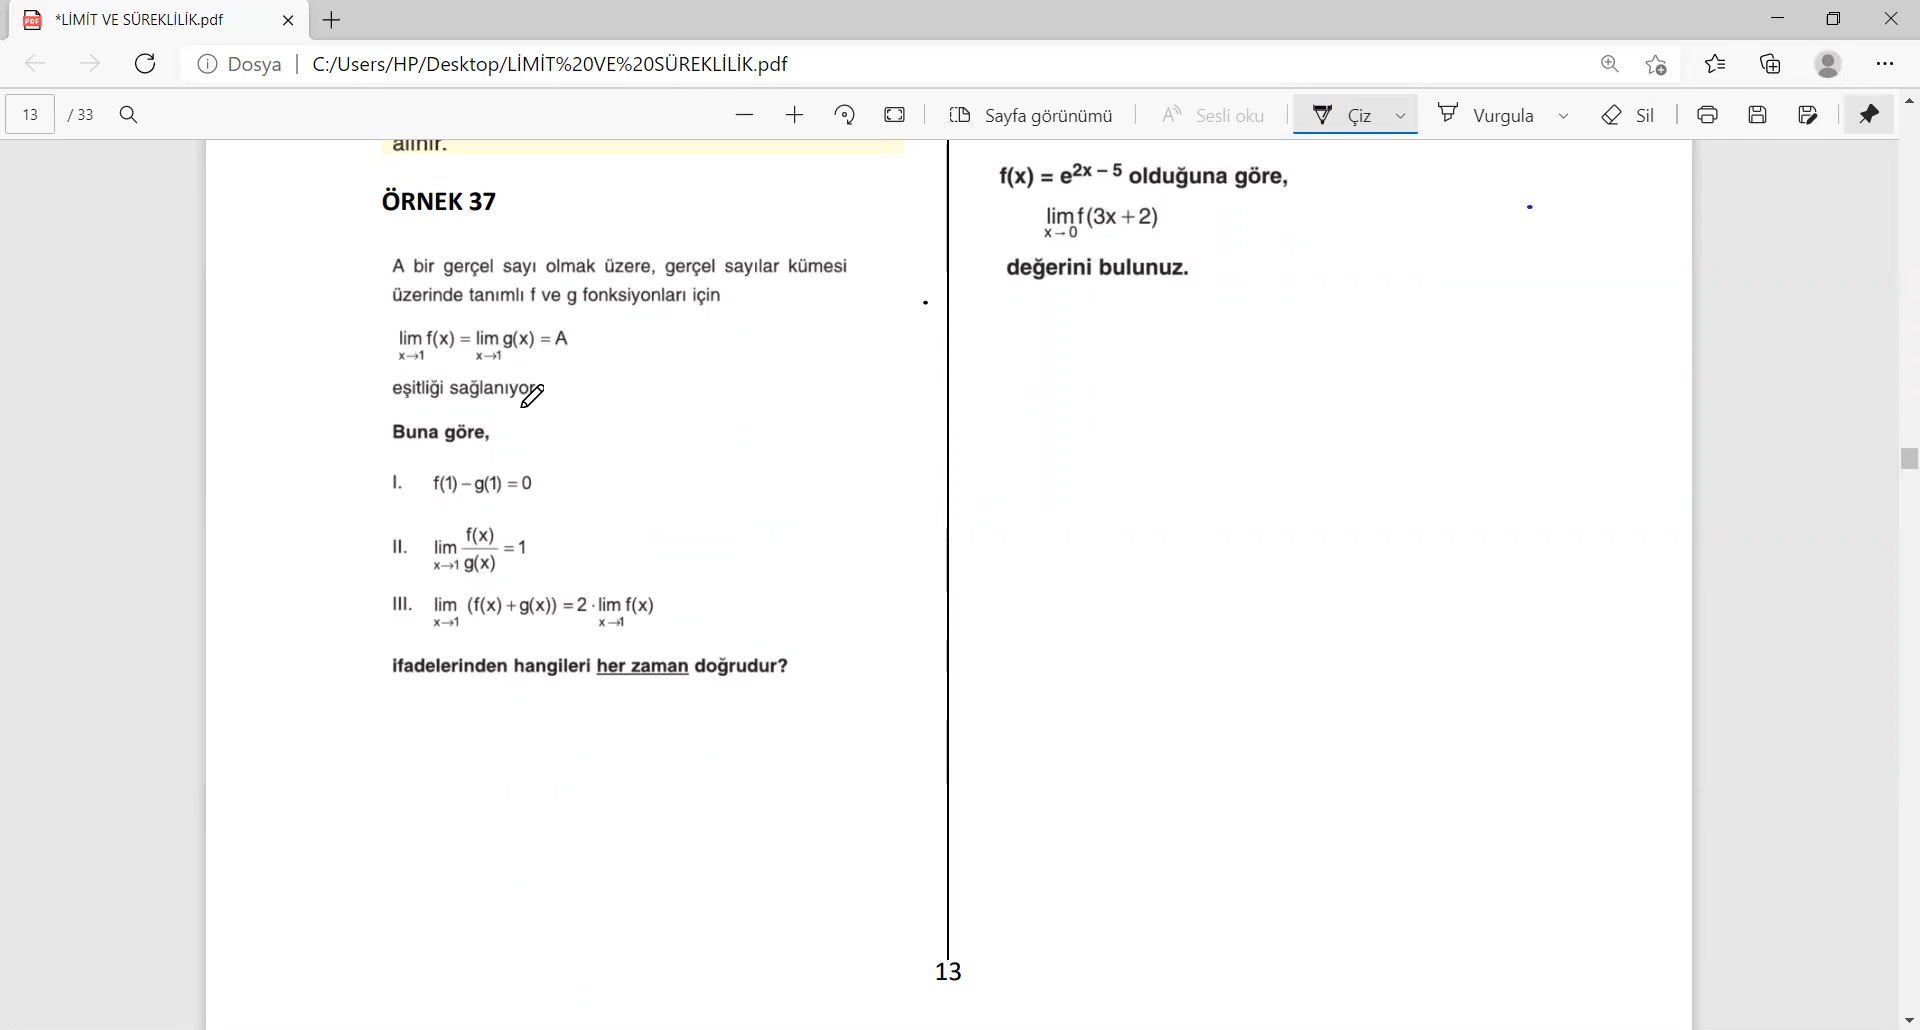 *LİMİT VE SÜREKLİLİK.pdf
Dosya | C:/Users/HP/Desktop/LİMİT%20VE%20SÜREKLİLİK.pdf
13 / 33
Sayfa görünümü
Sesli oku
Çiz
Vurgula
Sil
alınır.
ÖRNEK 37
A bir gerçel sayı olmak üzere, gerçel sayılar kümesi
üzerinde tanımlı f ve g fonksiyonları için
lim f(x) = lim g(x) = A
x→1 x→1
eşitliği sağlanıyor.
Buna göre,
I. f(1) – g(1) = 0
II. lim f(x)/g(x) = 1
x→1
III. lim (f(x) + g(x)) = 2 · lim f(x)
x→1 x→1
ifadelerinden hangileri her zaman doğrudur?
f(x) = e^(2x – 5) olduğuna göre,
lim f(3x + 2)
x→0
değerini bulunuz.
13